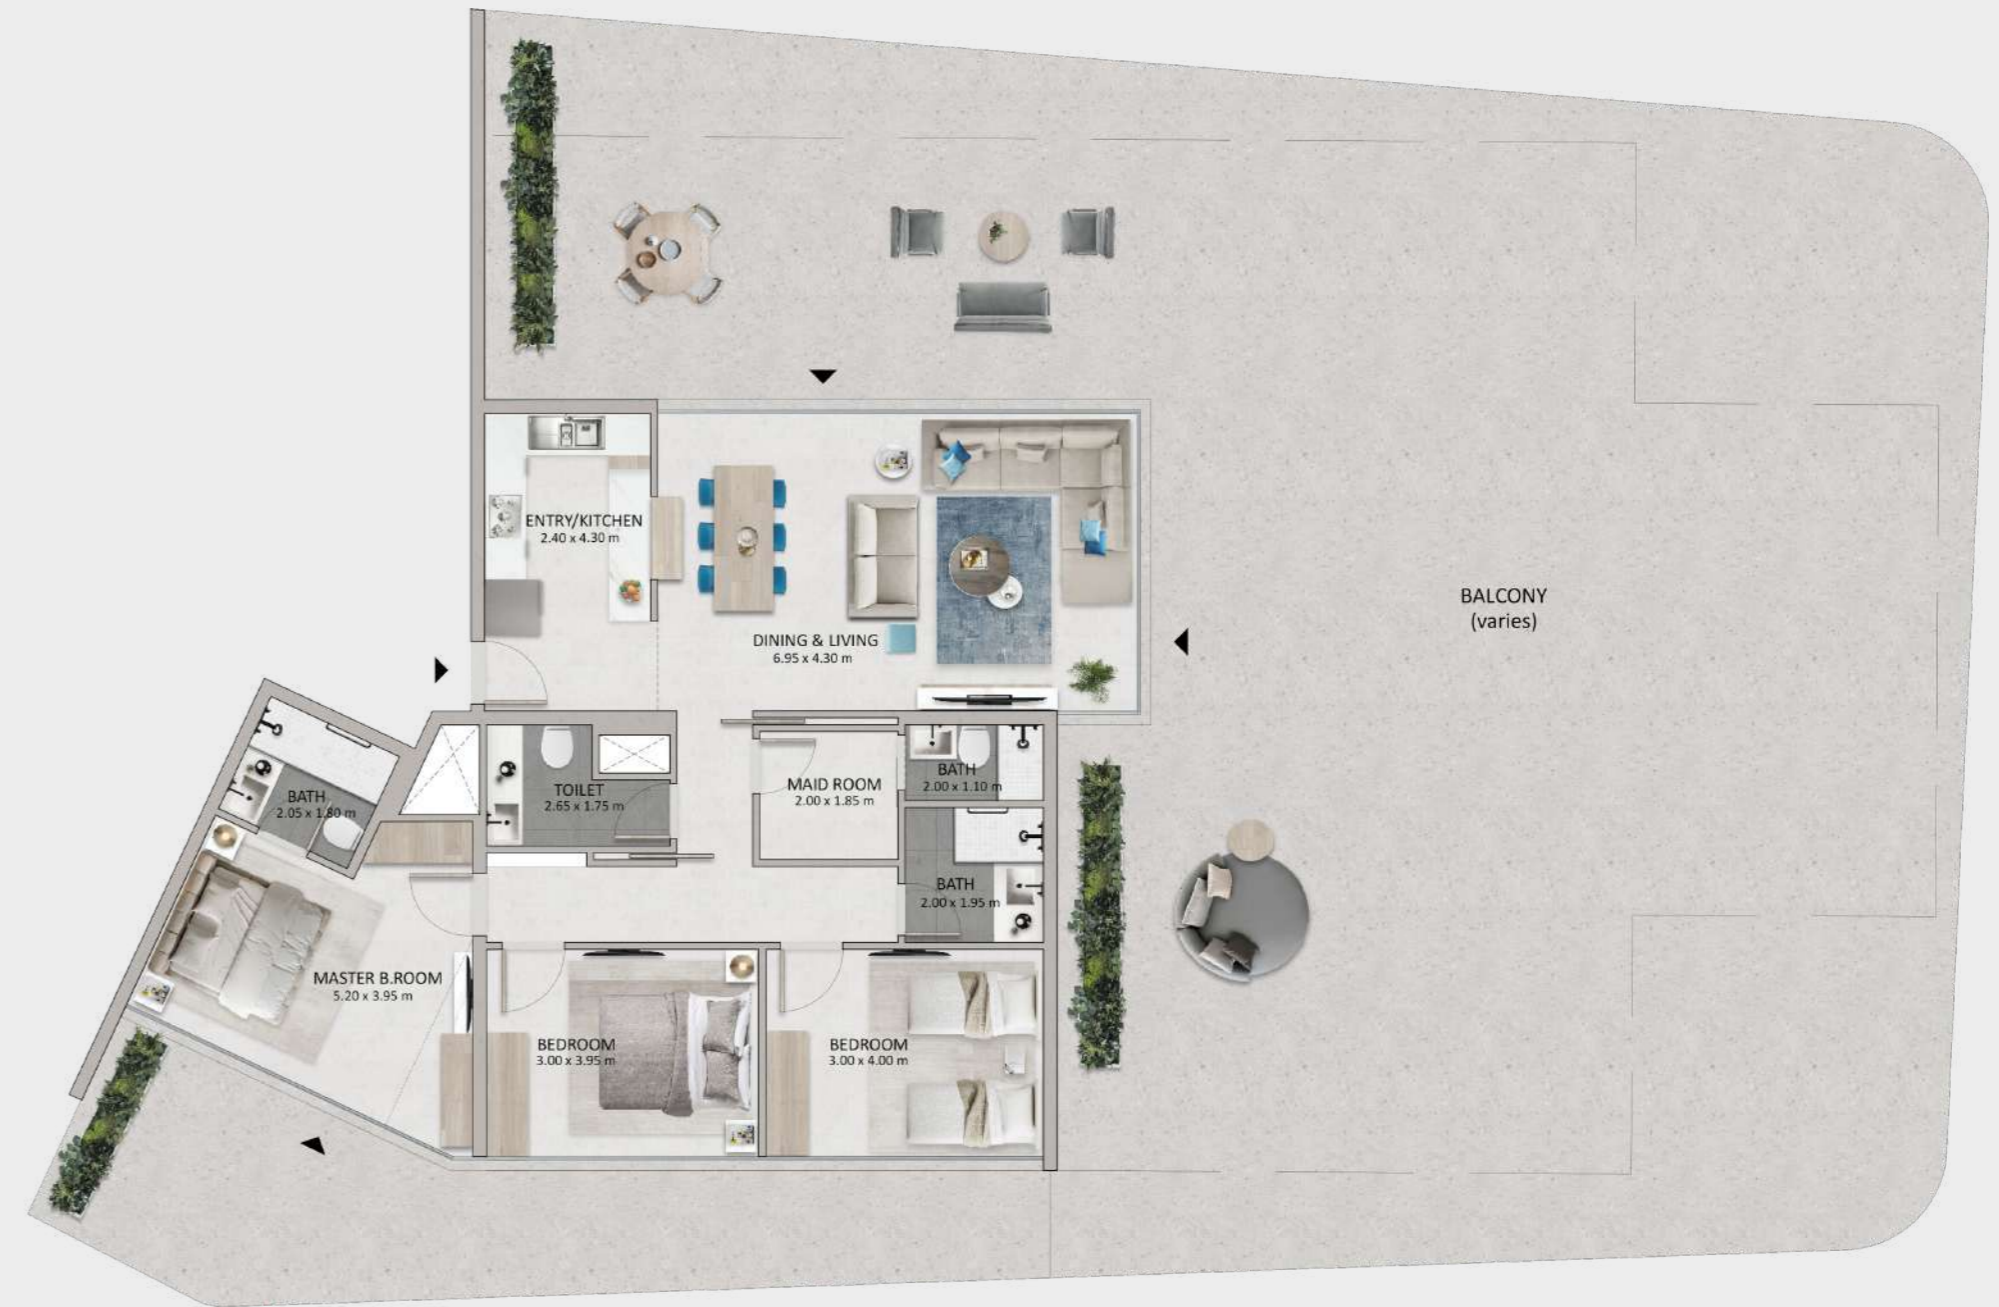 ENTRY/KITCHEN
2.40 x 4.30 m
BALCONY
(varies)
DINING & LIVING
6.95 x 4.30 m
BATH
2.05 x 1.80 m
TOILET
2.65 x 1.75 m
MAID ROOM
2.00 x 1.85 m
BATH
2.00 x 1.10 m
BATH
2.00 x 1.95 m
MASTER B.ROOM
5.20 x 3.95 m
BEDROOM
3.00 x 3.95 m
BEDROOM
3.00 x 4.00 m